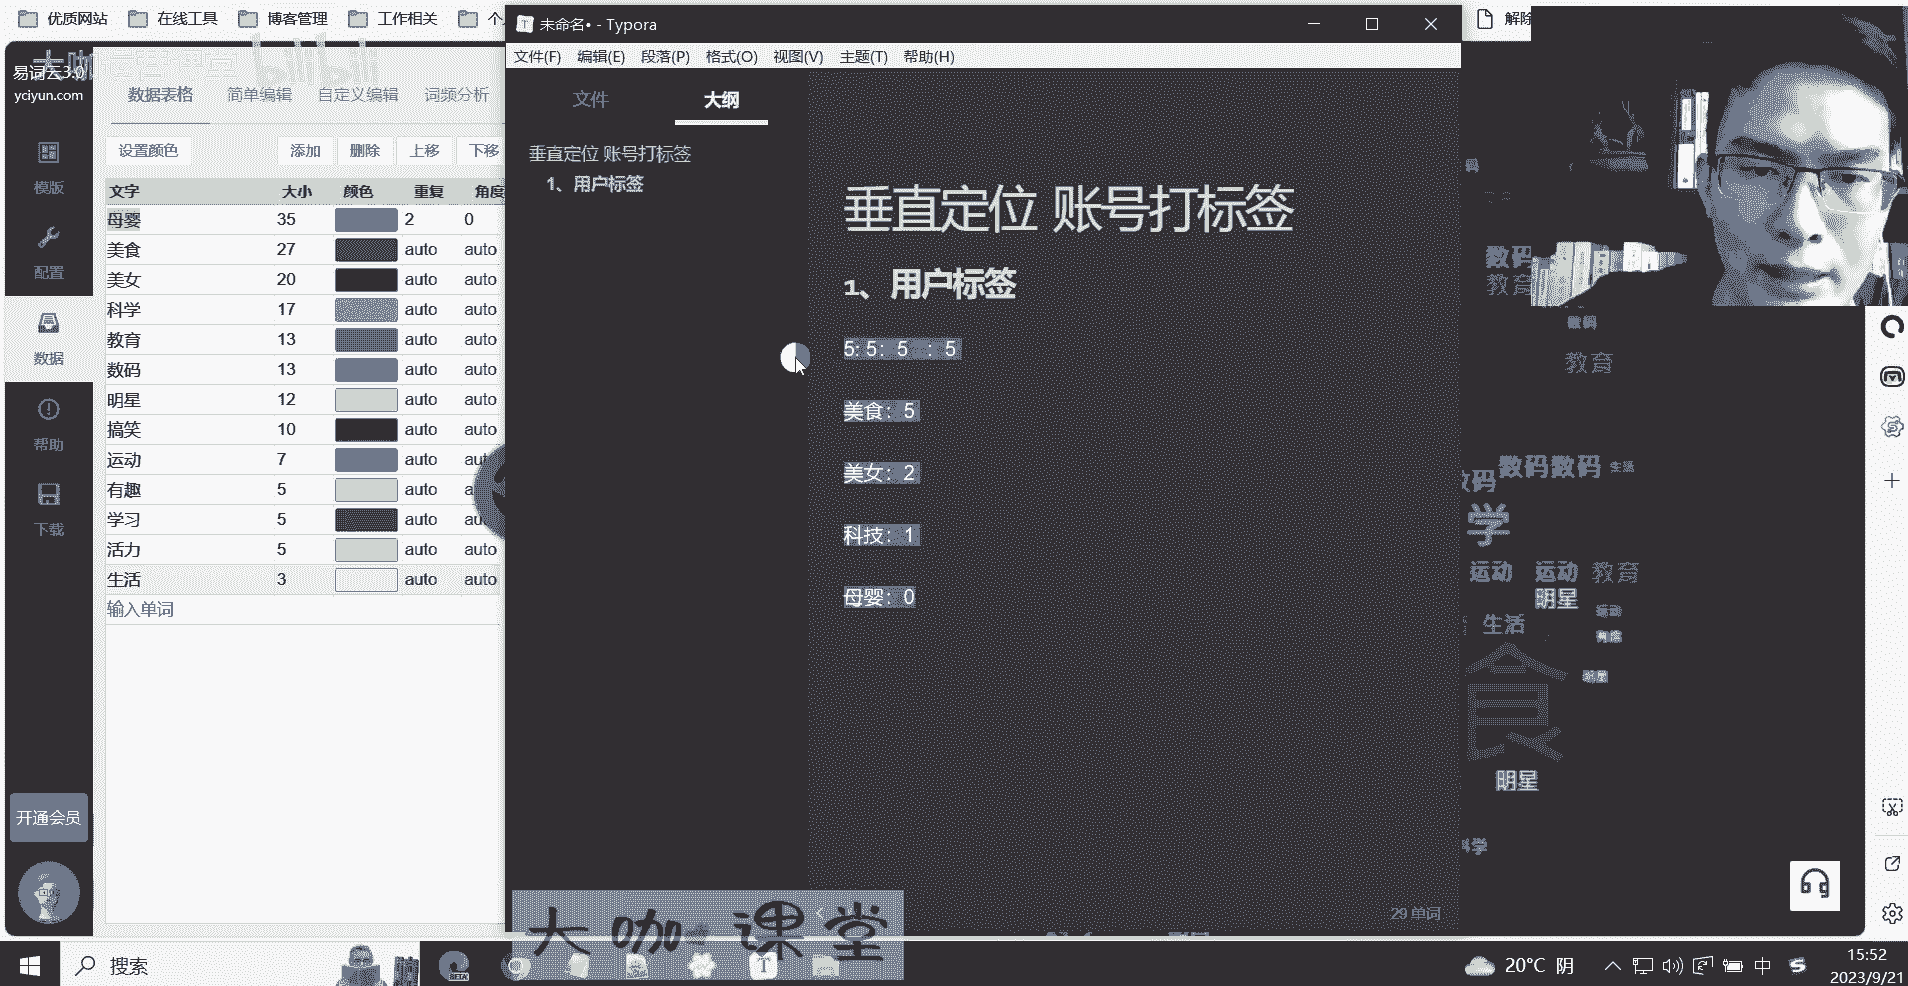 优质网站 在线工具 博客管理 工作相关
未命名• - Typora
解除
文件(F) 编辑(E) 段落(P) 格式(O) 视图(V) 主题(T) 帮助(H)
易词云3.0
yciyun.com
bilibili
数据表格 简单编辑 自定义编辑 词频分析
文件 大纲
设置颜色 添加 删除 上移 下移
垂直定位 账号打标签
1、用户标签
模版
配置
数据
帮助
下载
开通会员
文字 大小 颜色 重复 角度
母婴 35 2 0
美食 27 auto auto
美女 20 auto auto
科学 17 auto auto
教育 13 auto auto
数码 13 auto auto
明星 12 auto auto
搞笑 10 auto auto
运动 7 auto
有趣 5 auto
学习 5 auto
活力 5 auto auto
生活 3 auto auto
输入单词
垂直定位 账号打标签
1、用户标签
5: 5： 5 ：5
美食：5
美女：2
科技：1
母婴：0
29 单词
数码
教育
数码
教育
数码数码 生活
学
运动 运动 教育
明星
运动
生活
有趣
明星
食
明星
科学
大咖课堂
搜索
20°C 阴
中
15:52
2023/9/21